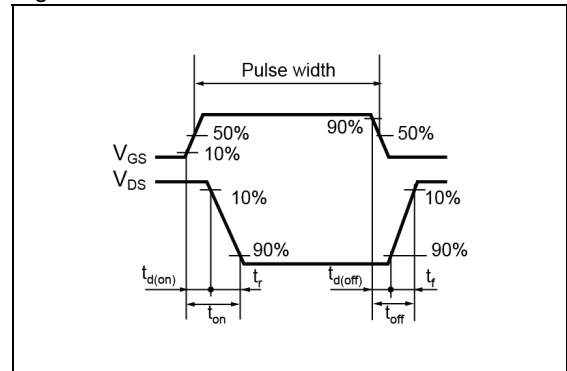 Pulse width
90%
50%
50%
V_GS
10%
V_DS
10%
10%
90%
90%
t_d(on)
t_r
t_d(off)
t_f
t_on
t_off